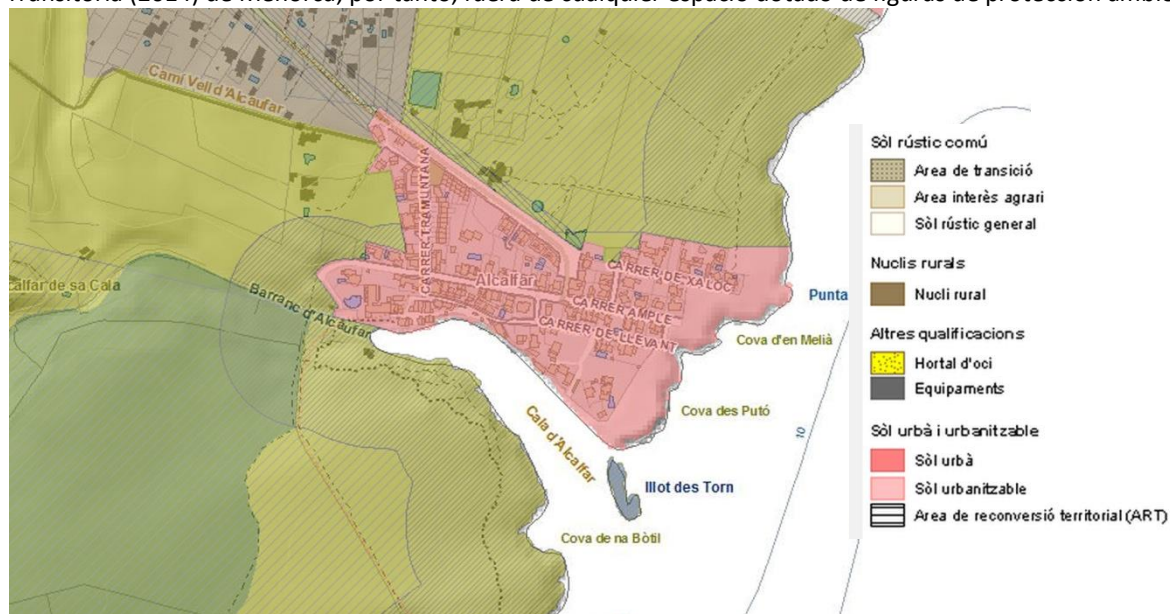 Transitoria (2014) de Menorca, por tanto, fuera de cualquier espacio dotado de figuras de protección
Camí Vell d'Alcaufar
CARRER TRAMUNTANA
Alcalfar
CARRER DE XALOC
CARRER AMPLE
CARRER DE LLEVANT
alfar de sa Cala
Barranc d'Alcaufar
Punta
Cova d'en Melià
Cova des Putó
Cala d'Alcalfar
Illot des Torn
Cova de na Bòtil
10
Sòl rústic comú
Area de transició
Area interès agrari
Sòl rústic general
Nuclis rurals
Nucli rural
Altres qualificacions
Hortal d'oci
Equipaments
Sòl urbà i urbanitzable
Sòl urbà
Sòl urbanitzable
Area de reconversió territorial (ART)